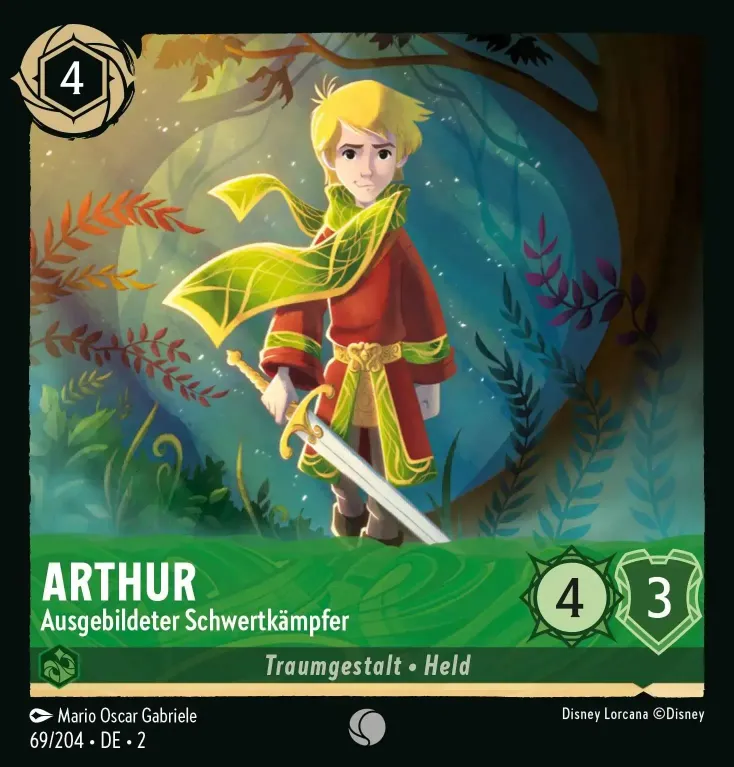 4
ARTHUR
Ausgebildeter Schwertkämpfer
4 3
Traumgestalt • Held
Mario Oscar Gabriele
Disney Lorcana ©Disney
69/204 • DE • 2